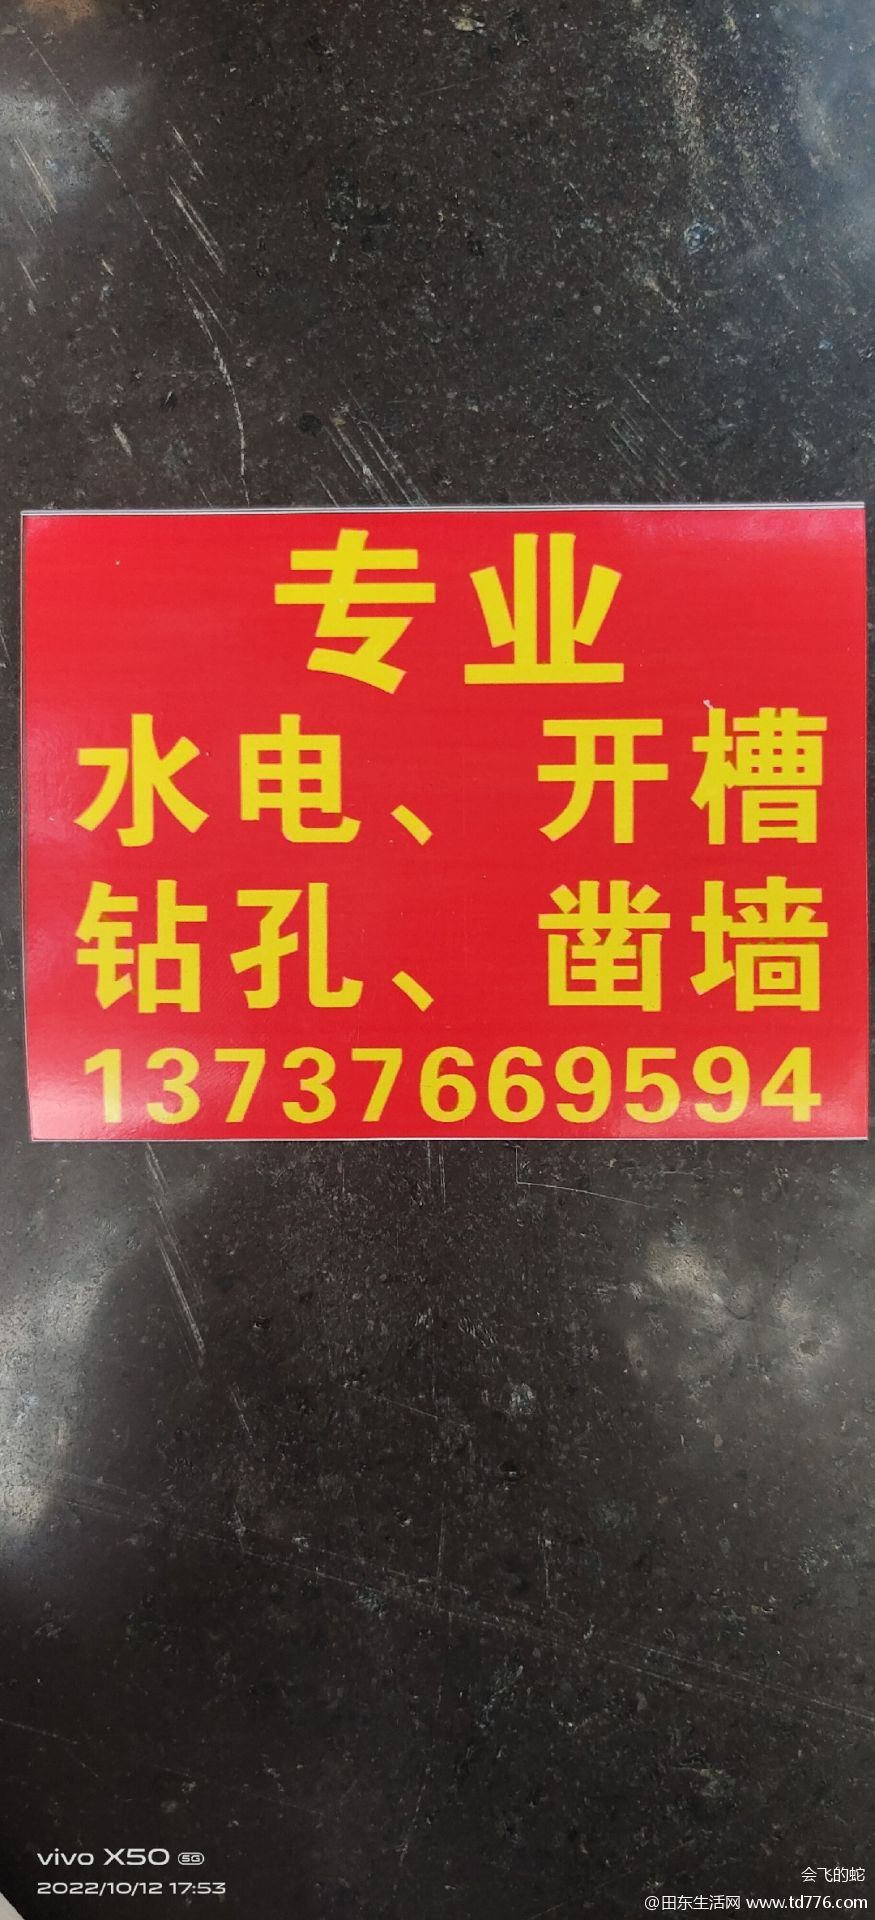 专业
水电、开槽
钻孔、凿墙
13737669594
vivo X50 5G
2022/10/12 17:53
会飞的蛇
@田东生活网 www.td776.com